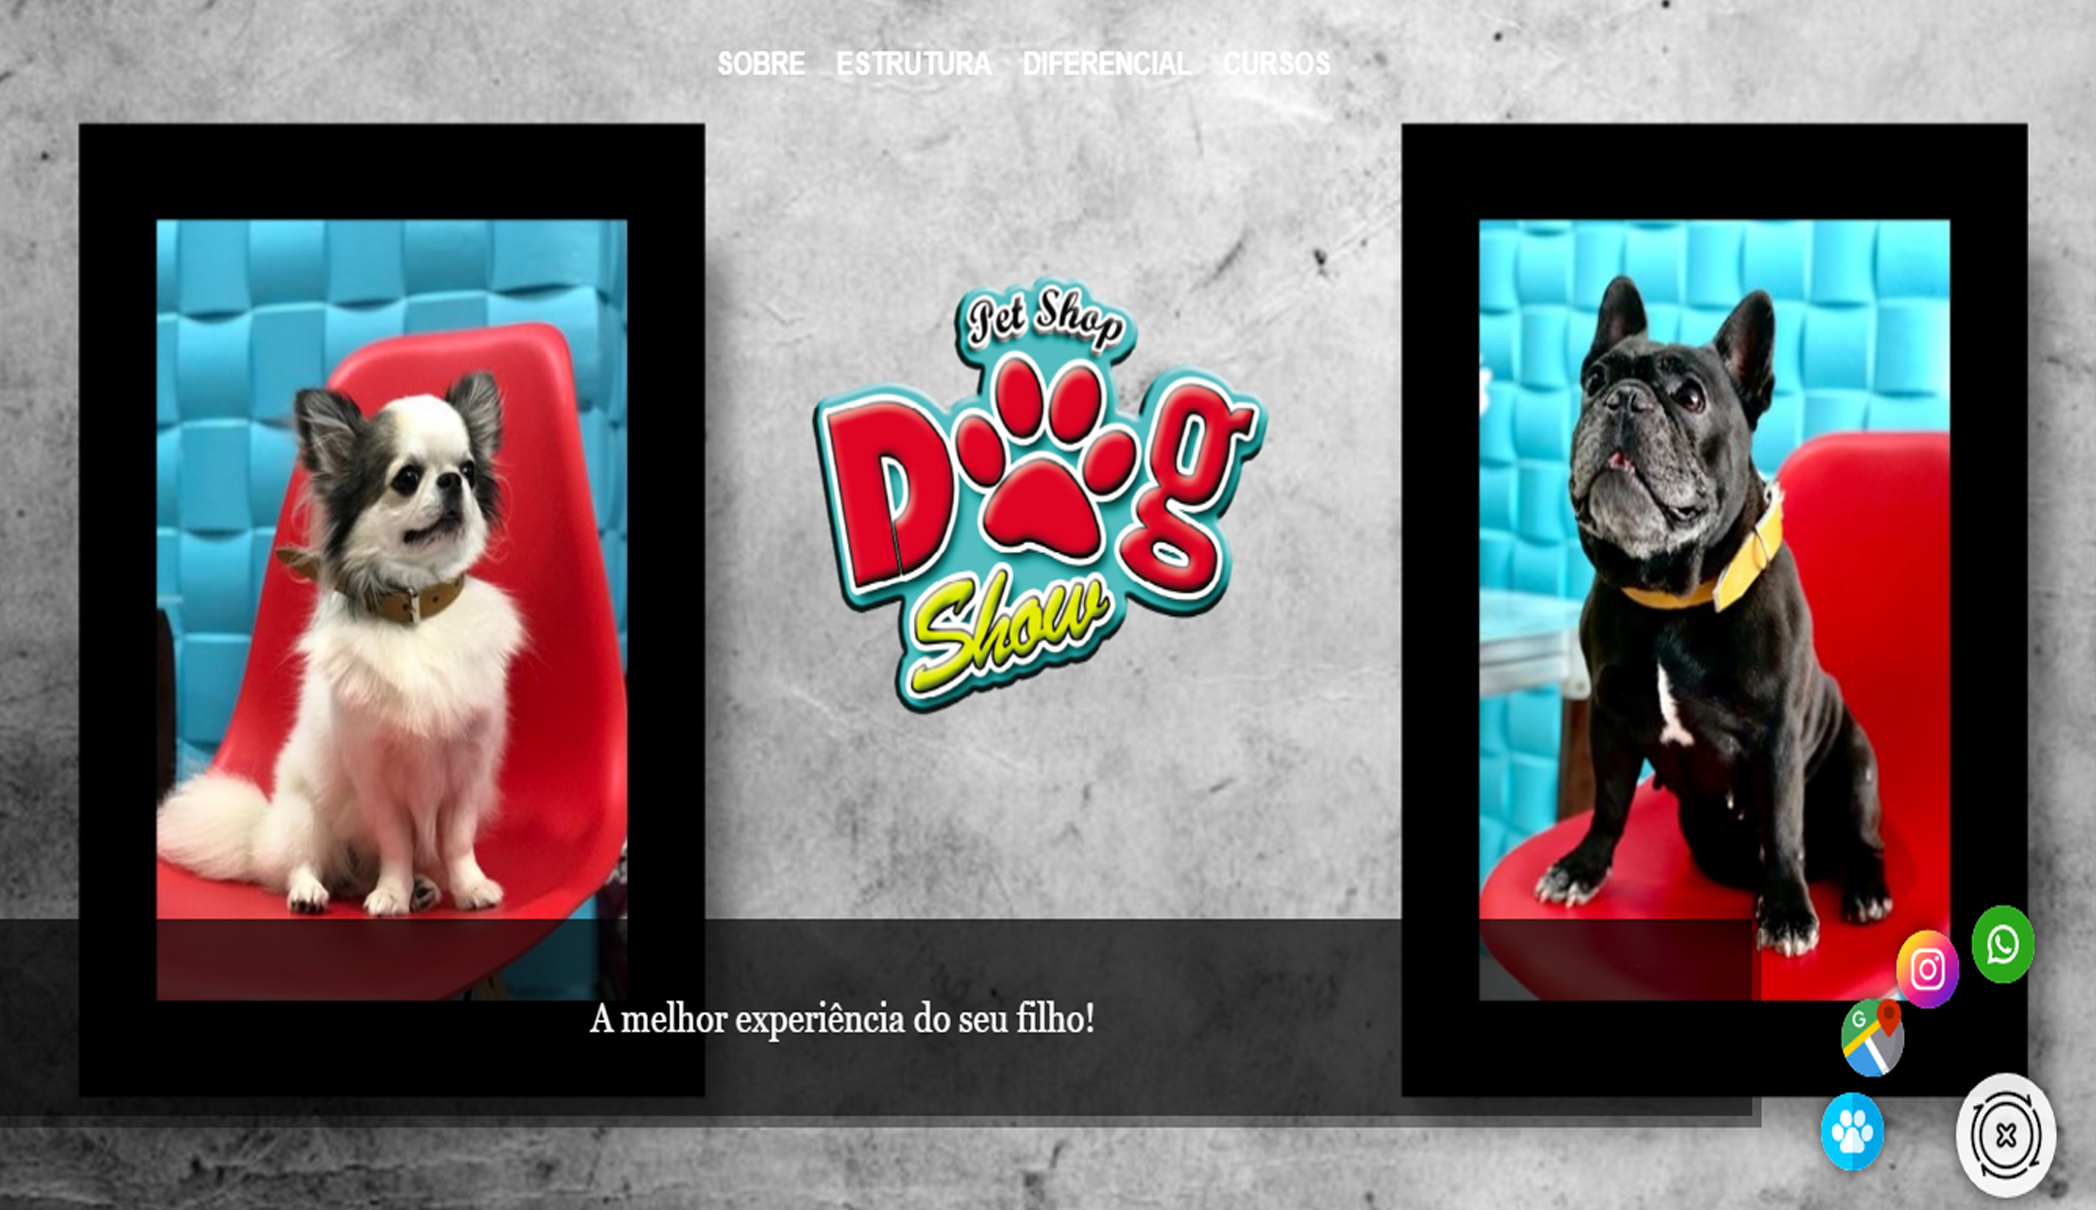 SOBRE ESTRUTURA DIFERENCIAL CURSOS
Pet Shop
Dog
Show
A melhor experiência do seu filho!
G